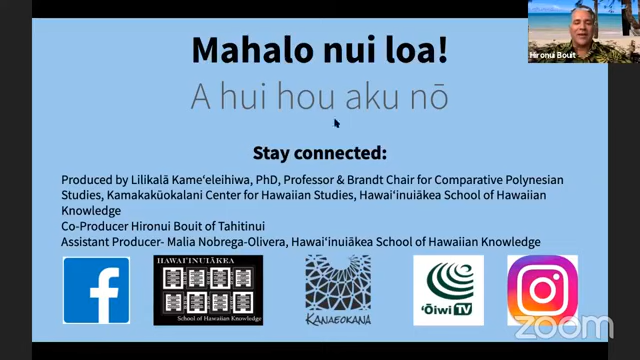 Mahalo nui loa!
A hui hou aku nō
Hironui Bouit
Stay connected:
Produced by Lilikalā Kameʻeleihiwa, PhD, Professor & Brandt Chair for Comparative Polynesian
Studies, Kamakakūokalani Center for Hawaiian Studies, Hawaiʻinuiākea School of Hawaiian
Knowledge
Co-Producer Hironui Bouit of Tahitinui
Assistant Producer- Malia Nobrega-Olivera, Hawaiʻinuiākea School of Hawaiian Knowledge
f
HAWAIʻINUIĀKEA
School of Hawaiian Knowledge
KANAEOKANA
ʻŌiwi TV
zoom